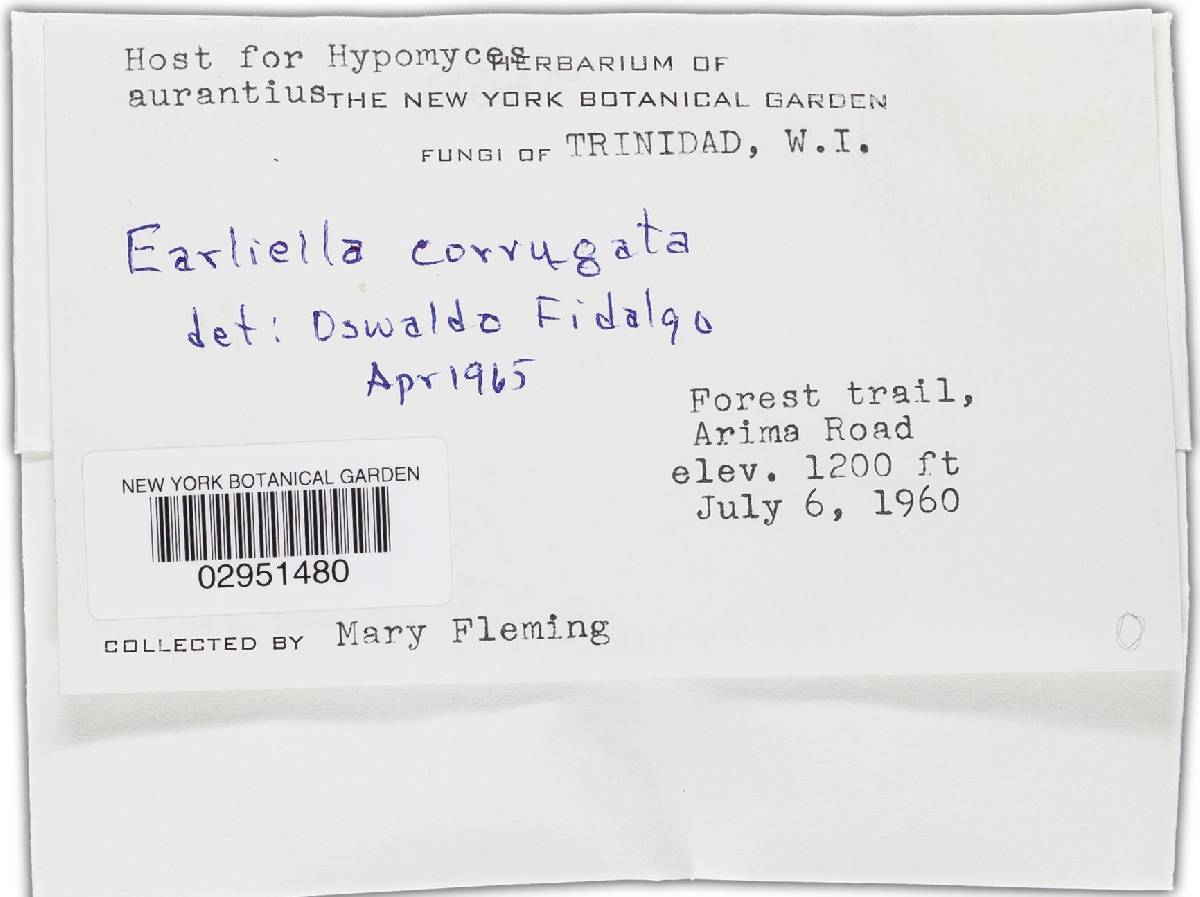 Host for Hypomyces HERBARIUM OF
aurantius THE NEW YORK BOTANICAL GARDEN
FUNGI OF TRINIDAD, W.I.
Earliella corrugata
det: Oswaldo Fidalgo
Apr 1965
Forest trail,
Arima Road
elev. 1200 ft
July 6, 1960
NEW YORK BOTANICAL GARDEN
02951480
COLLECTED BY Mary Fleming